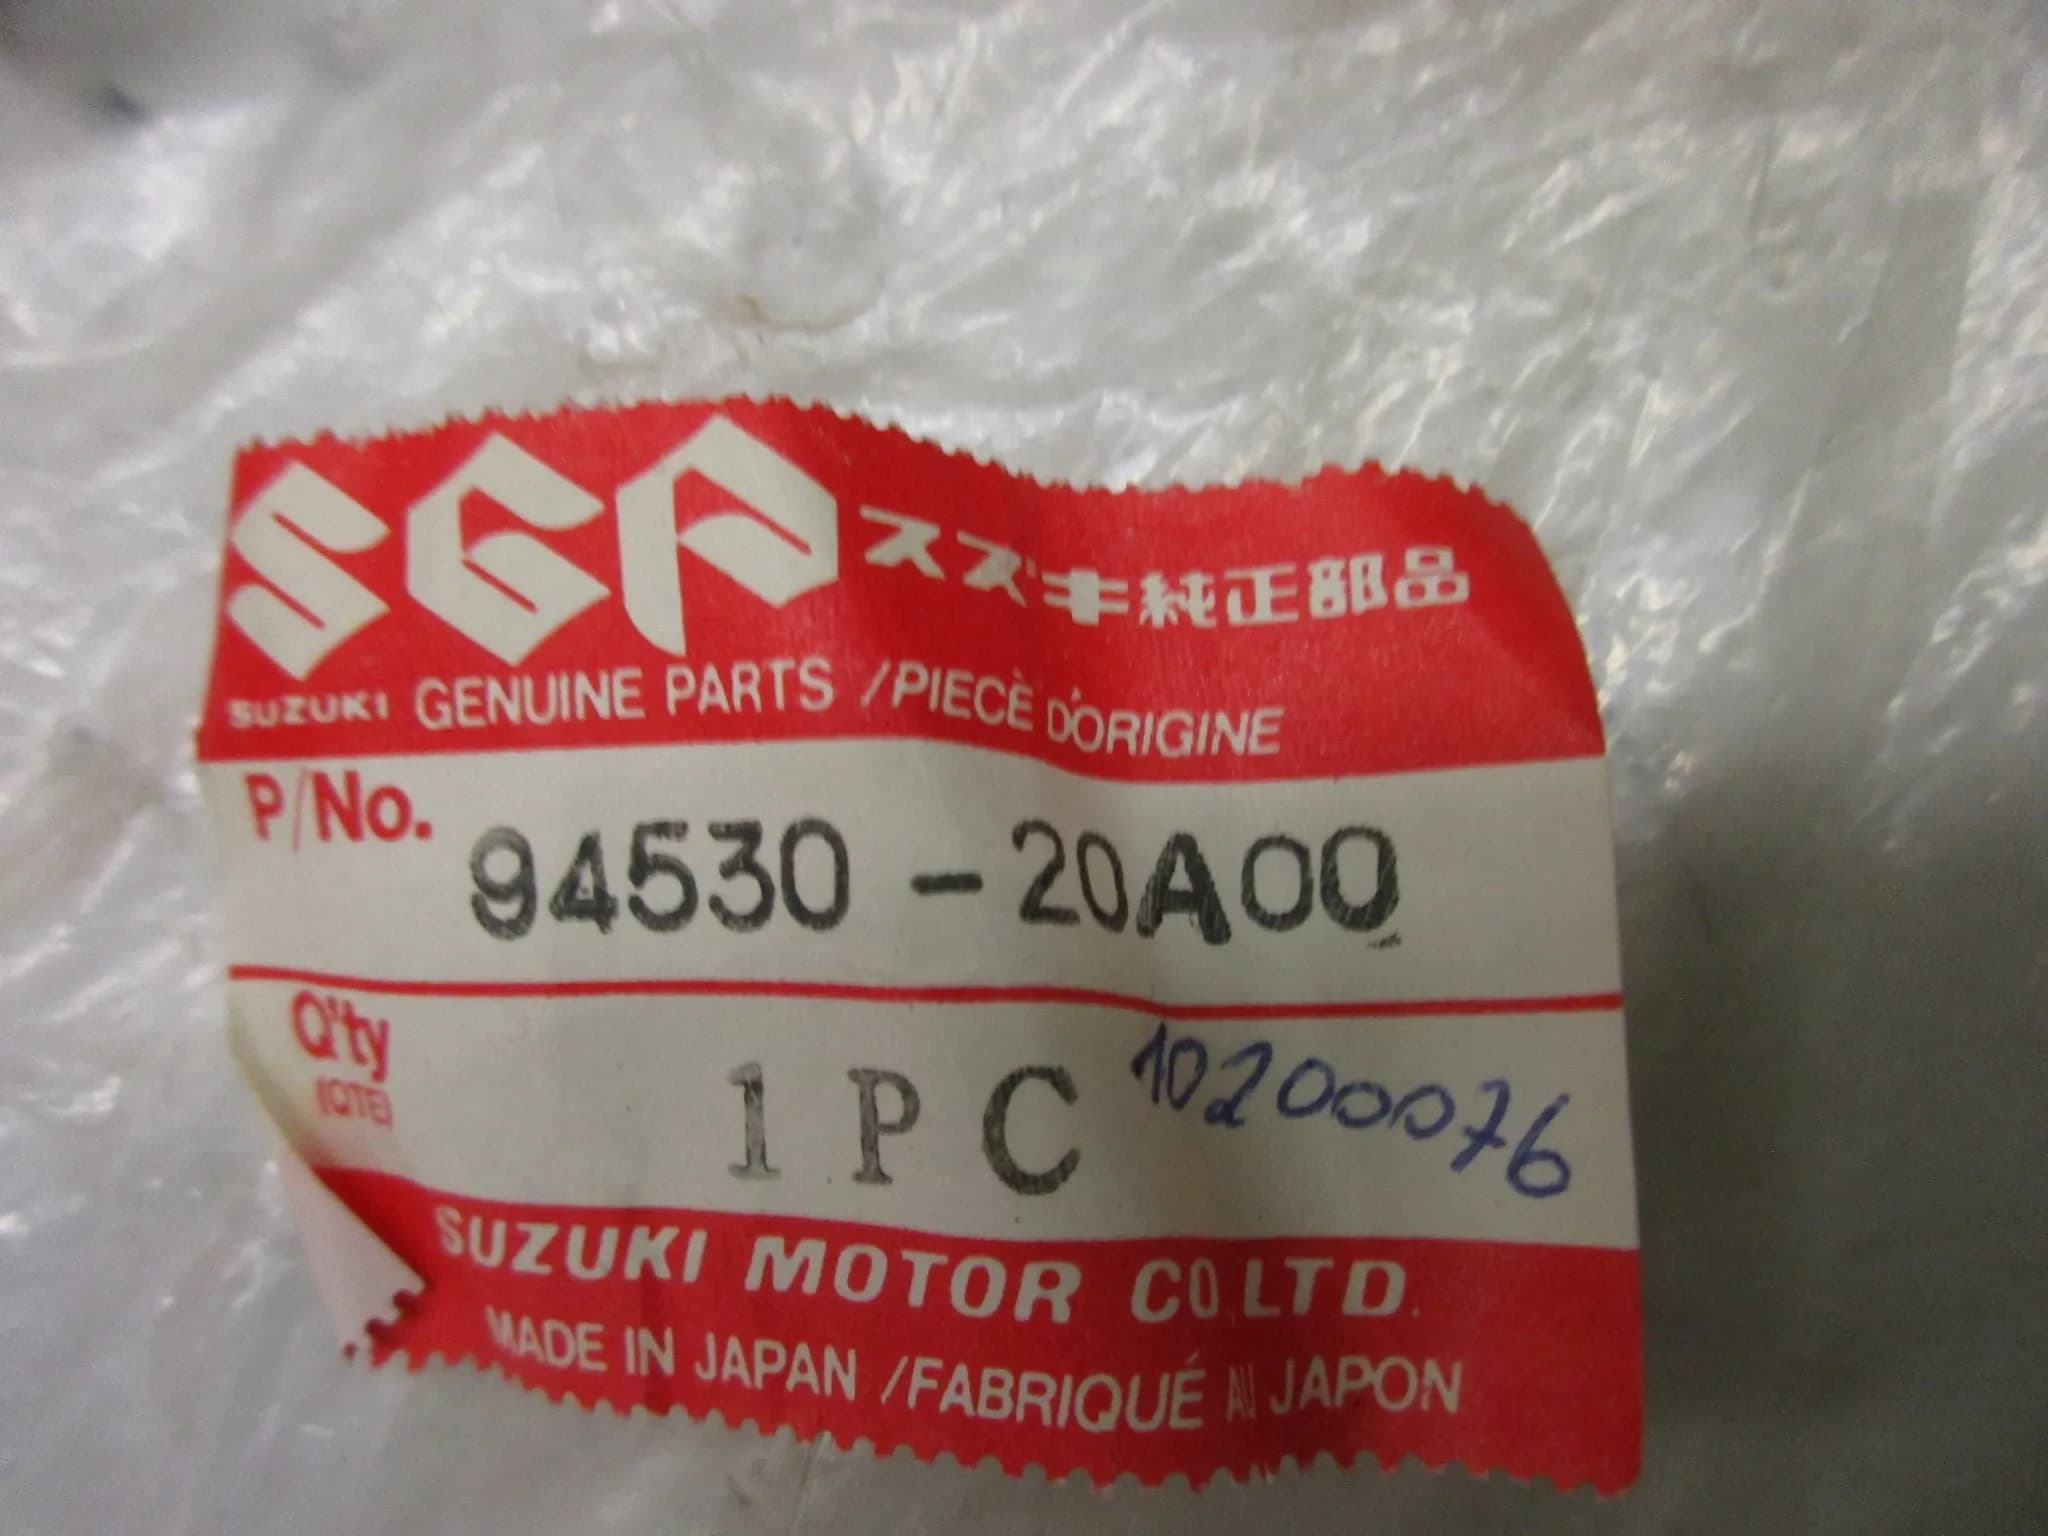 SGP スズキ純正部品
SUZUKI GENUINE PARTS / PIECÈ D'ORIGINE
P/No. 94530-20A00
Q'ty 1PC 10200076
(QTE)
SUZUKI MOTOR CO.,LTD.
MADE IN JAPAN / FABRIQUÉ AU JAPON